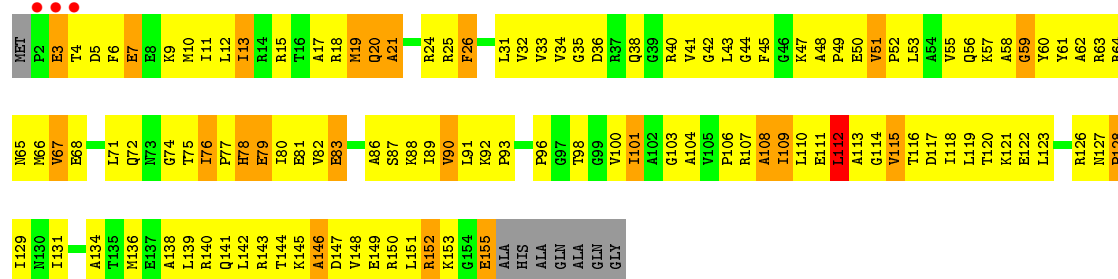 MET P2 E3 T4 D5 F6 E7 E8 K9 M10 I11 L12 I13 R14 R15 T16 A17 R18 M19 Q20 A21 R24 R25 F26 L31 V32 V33 V34 G35 D36 R37 Q38 G39 R40 V41 G42 L43 G44 F45 G46 K47 A48 P49 E50 V51 P52 L53 A54 V55 Q56 K57 A58 G59 Y60 Y61 A62 R63 R64
N65 M66 V67 E68 L71 Q72 N73 G74 T75 I76 P77 H78 E79 I80 E81 V82 E83 A86 S87 K88 I89 V90 L91 K92 P93 P96 G97 T98 G99 V100 I101 A102 G103 A104 V105 P106 R107 A108 I109 L110 E111 L112 A113 G114 V115 T116 D117 I118 L119 T120 K121 E122 L123 R126 N127
I129 N130 I131 A134 T135 M136 E137 A138 L139 R140 Q141 L142 R143 T144 K145 A146 D147 V148 E149 R150 L151 R152 K153 G154 E155 ALA HIS ALA GLN ALA GLN GLY